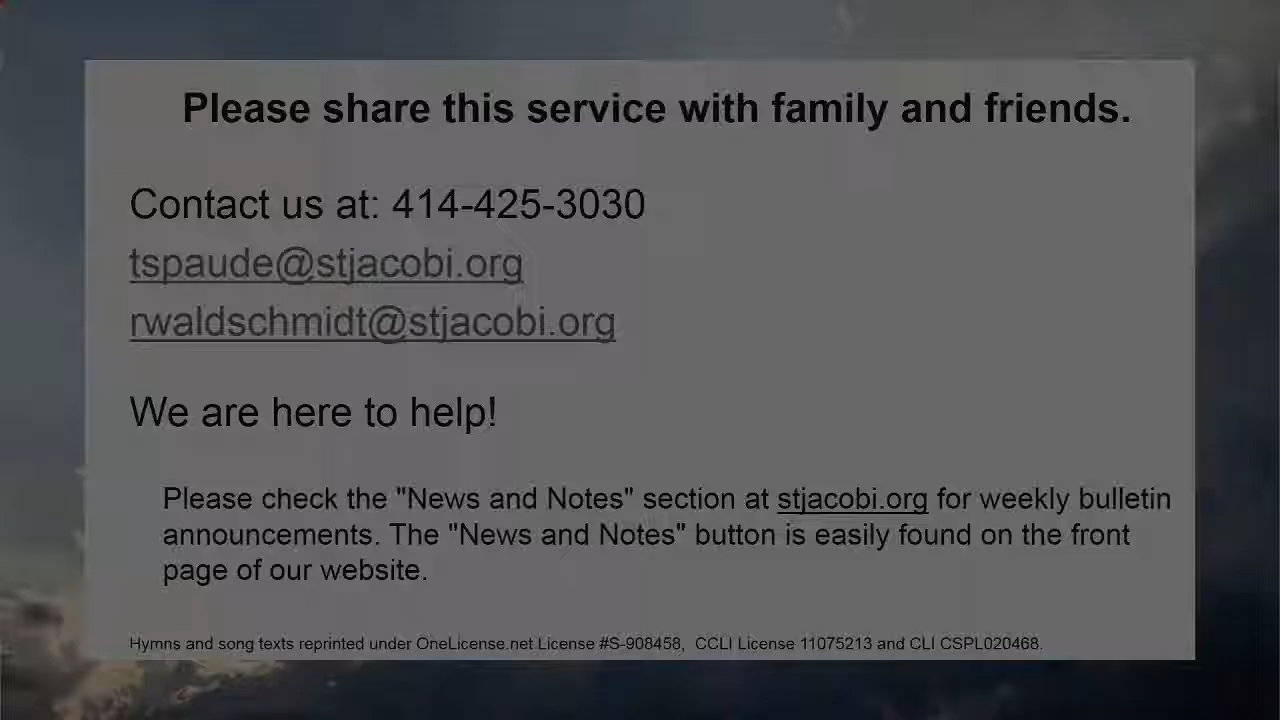 Please share this service with family and friends.
Contact us at: 414-425-3030
tspaude@stjacobi.org
rwaldschmidt@stjacobi.org
We are here to help!
Please check the "News and Notes" section at stjacobi.org for weekly bulletin
announcements. The "News and Notes" button is easily found on the front
page of our website.
Hymns and song texts reprinted under OneLicense.net License #S-908458,  CCLI License 11075213 and CLI CSPL020468.